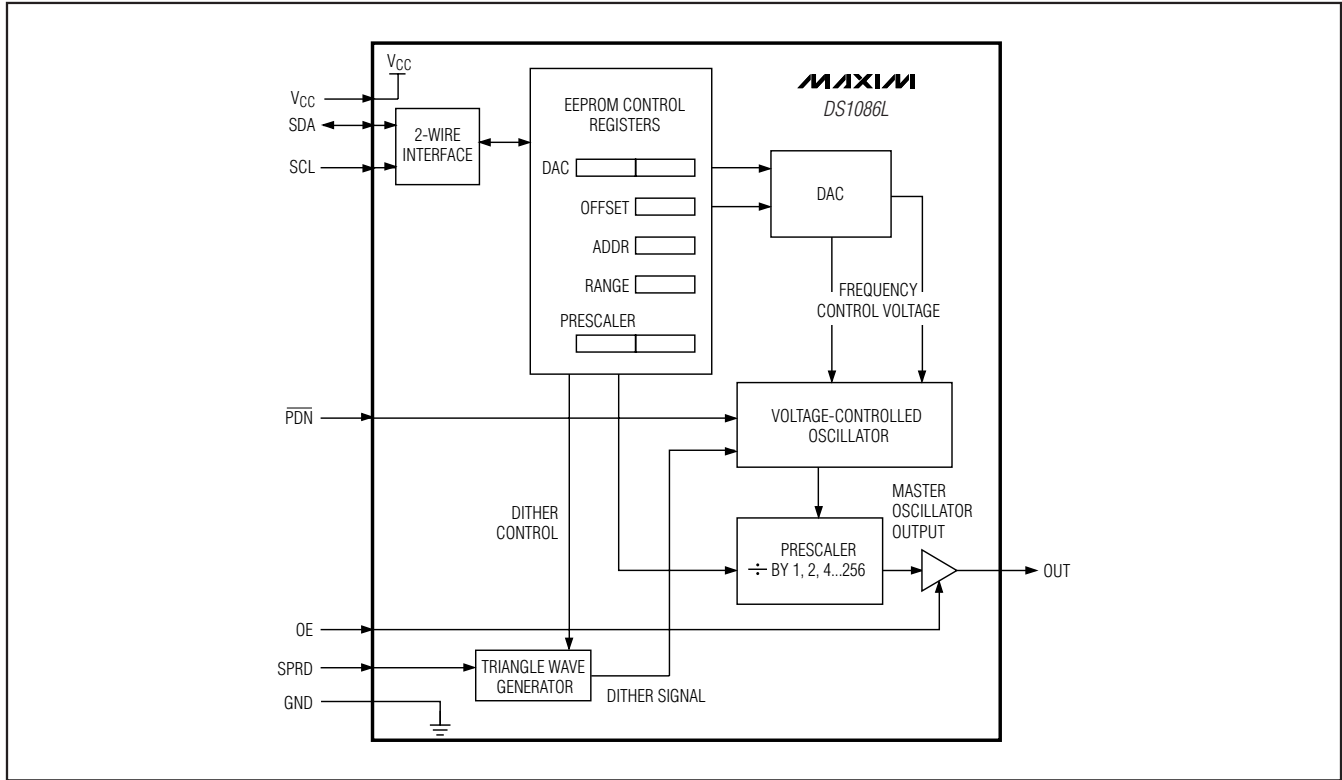 VCC
VCC
SDA
SCL
2-WIRE
INTERFACE
EEPROM CONTROL
REGISTERS
DAC
OFFSET
ADDR
RANGE
PRESCALER
MAXIM
DS1086L
DAC
FREQUENCY
CONTROL VOLTAGE
PDN
VOLTAGE-CONTROLLED
OSCILLATOR
DITHER
CONTROL
MASTER
OSCILLATOR
OUTPUT
PRESCALER
÷ BY 1, 2, 4...256
OUT
OE
SPRD
GND
TRIANGLE WAVE
GENERATOR
DITHER SIGNAL